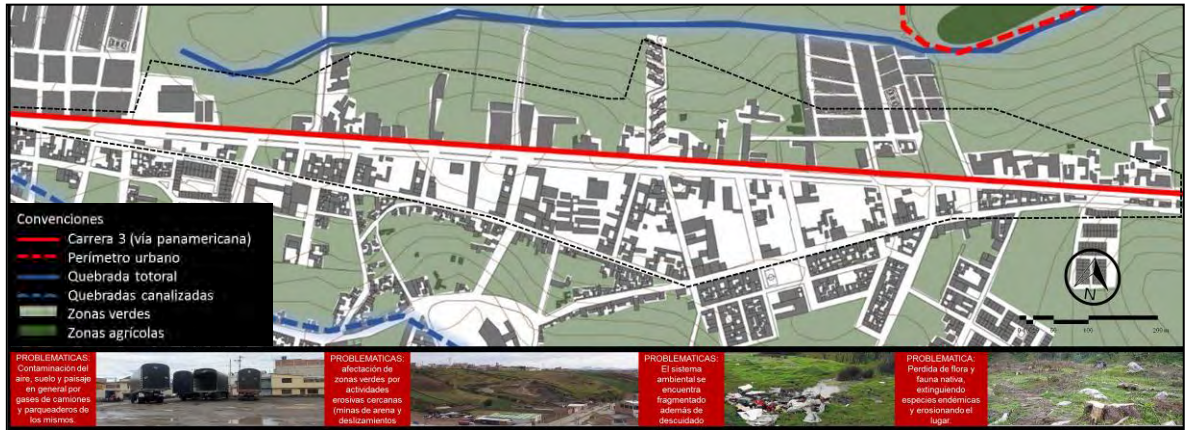 Convenciones
Carrera 3 (vía panamericana)
Perímetro urbano
Quebrada totoral
Quebradas canalizadas
Zonas verdes
Zonas agrícolas
N
100
200 m
PROBLEMATICAS:
Contaminación del
aire, suelo y paisaje
en general por
gases de camiones
y parqueaderos de
los mismos.
PROBLEMATICAS:
afectación de
zonas verdes por
actividades
erosivas cercanas
(minas de arena y
deslizamientos
PROBLEMATICAS:
El sistema
ambiental se
encuentra
fragmentado
además de
descuidado
PROBLEMATICAS:
Perdida de flora y
fauna nativa,
extinguiendo
especies endémicas
y erosionando el
lugar.